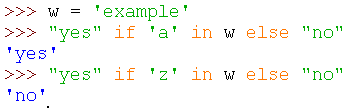 >>> w = 'example'
>>> "yes" if 'a' in w else "no"
'yes'
>>> "yes" if 'z' in w else "no"
'no'.